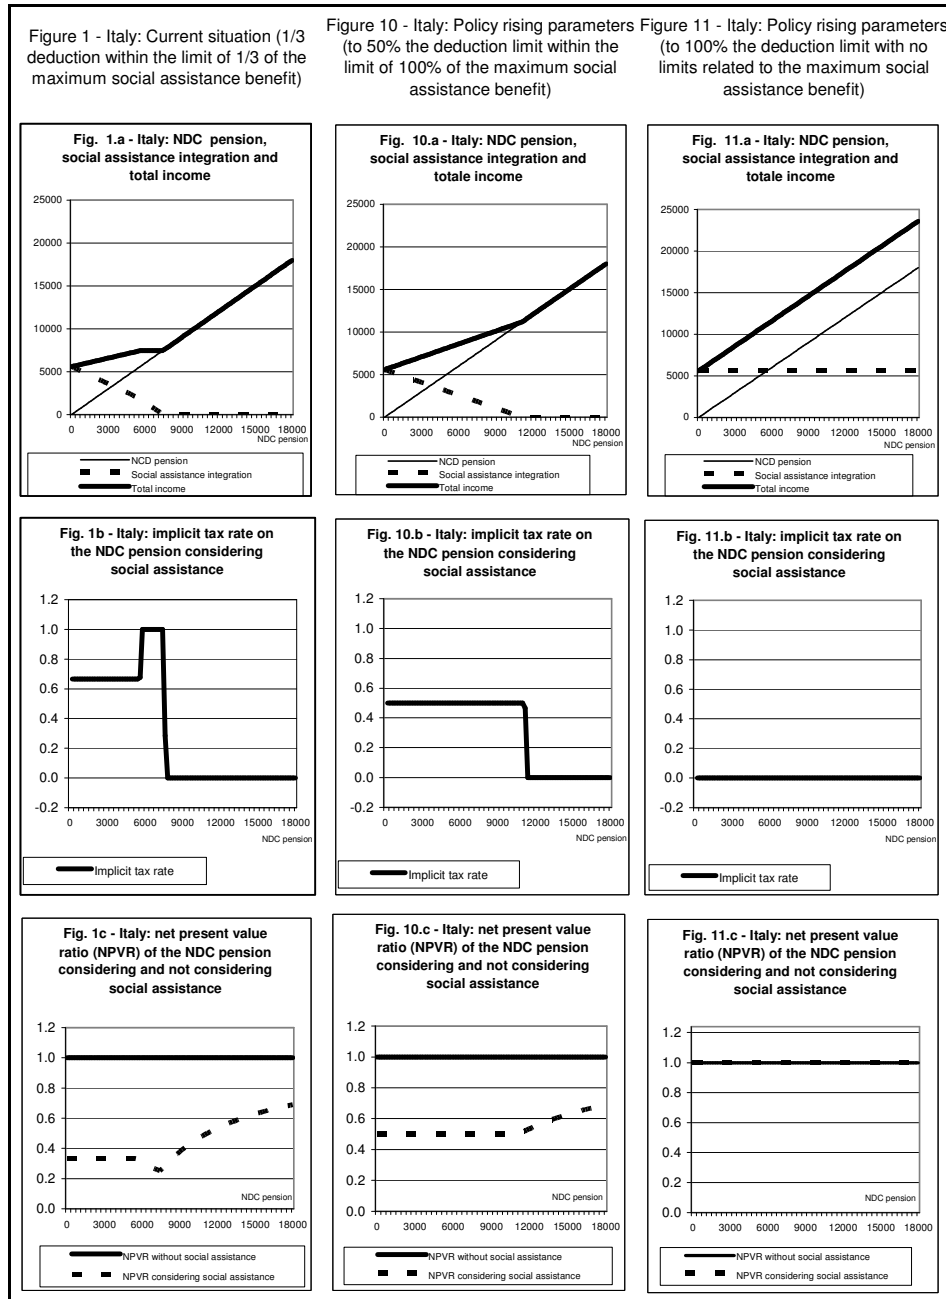 Figure 1 - Italy: Current situation (1/3
deduction within the limit of 1/3 of the
maximum social assistance benefit)
Figure 10 - Italy: Policy rising parameters
(to 50% the deduction limit within the
limit of 100% of the maximum social
assistance benefit)
Figure 11 - Italy: Policy rising parameters
(to 100% the deduction limit with no
limits related to the maximum social
assistance benefit)
Fig. 1.a - Italy: NDC pension,
social assistance integration and
total income
25000
20000
15000
10000
5000
0
0 3000 6000 9000 12000 15000 18000
NDC pension
NCD pension
Social assistance integration
Total income
Fig. 10.a - Italy: NDC pension,
social assistance integration and
totale income
25000
20000
15000
10000
5000
0
0 3000 6000 9000 12000 15000 18000
NDC pension
NCD pension
Social assistance integration
Total income
Fig. 11.a - Italy: NDC pension,
social assistance integration and
totale income
25000
20000
15000
10000
5000
0
0 3000 6000 9000 12000 15000 18000
NDC pension
NCD pension
Social assistance integration
Total income
Fig. 1b - Italy: implicit tax rate on
the NDC pension considering
social assistance
1.2
1.0
0.8
0.6
0.4
0.2
0.0
-0.2
0 3000 6000 9000 12000 15000 18000
NDC pension
Implicit tax rate
Fig. 10.b - Italy: implicit tax rate on
the NDC pension considering
social assistance
1.2
1.0
0.8
0.6
0.4
0.2
0.0
-0.2
0 3000 6000 9000 12000 15000 18000
NDC pension
Implicit tax rate
Fig. 11.b - Italy: implicit tax rate on
the NDC pension considering
social assistance
1.2
1.0
0.8
0.6
0.4
0.2
0.0
-0.2
0 3000 6000 9000 12000 15000 18000
NDC pension
Implicit tax rate
Fig. 1c - Italy: net present value
ratio (NPVR) of the NDC pension
considering and not considering
social assistance
1.2
1.0
0.8
0.6
0.4
0.2
0.0
NDC pension
0 3000 6000 9000 12000 15000 18000
NPVR without social assistance
NPVR considering social assistance
Fig. 10.c - Italy: net present value
ratio (NPVR) of the NDC pension
considering and not considering
social assistance
1.2
1.0
0.8
0.6
0.4
0.2
0.0
NDC pension
0 3000 6000 9000 12000 15000 18000
NPVR without social assistance
NPVR considering social assistance
Fig. 11.c - Italy: net present value
ratio (NPVR) of the NDC pension
considering and not considering
social assistance
1.2
1.0
0.8
0.6
0.4
0.2
0.0
NDC pension
0 3000 6000 9000 12000 15000 18000
NPVR without social assistance
NPVR considering social assistance